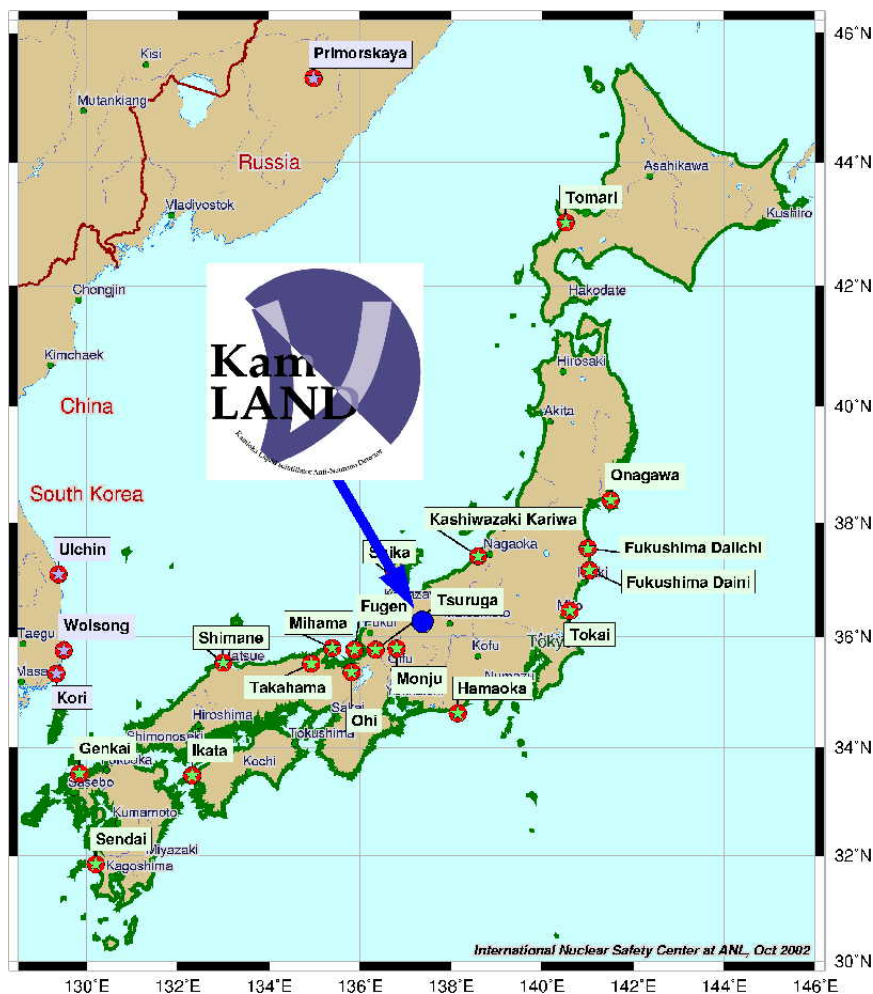 Primorskaya
Kisi
Mutankiang
Russia
Asahikawa
Tomari
Vladivostok
Kushiro
Chongjin
Hakodate
Kam
LAND
Kimchaek
Hirosaki
China
Akita
Onagawa
South Korea
Kashiwazaki Kariwa
Nagaoka
Ulchin
Fukushima Daiichi
Fukushima Daini
Tsuruga
Fugen
Mihama
Wolsong
Taegu
Shimane
Kofu
Tokai
Takahama
Monju
Hamaoka
Kori
Ohi
Hiroshima
Tokushima
Shimonoseki
Genkai
Ikata
Kochi
Sasebo
Kumamoto
Sendai
Miyazaki
Kagoshima
International Nuclear Safety Center at ANL, Oct 2002
46°N
44°N
42°N
40°N
38°N
36°N
34°N
32°N
30°N
130°E 132°E 134°E 136°E 138°E 140°E 142°E 144°E 146°E